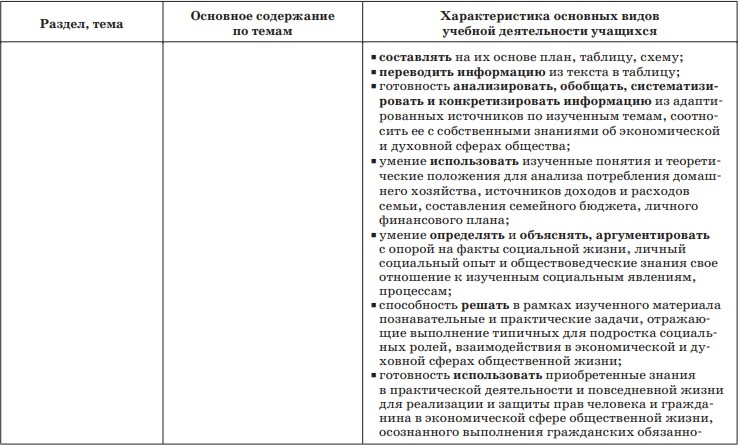 Раздел, тема
Основное содержание
по темам
Характеристика основных видов
учебной деятельности учащихся
▪ составлять на их основе план, таблицу, схему;
▪ переводить информацию из текста в таблицу;
▪ готовность анализировать, обобщать, системати-
зировать и конкретизировать информацию из адапти-
рованных источников по изученным темам, соотно-
сить ее с собственными знаниями об экономической
и духовной сферах общества;
▪ умение использовать изученные понятия и теорети-
ческие положения для анализа потребления домаш-
него хозяйства, источников доходов и расходов
семьи, составления семейного бюджета, личного
финансового плана;
▪ умение определять и объяснять, аргументировать
с опорой на факты социальной жизни, личный
социальный опыт и обществоведческие знания свое
отношение к изученным социальным явлениям,
процессам;
▪ способность решать в рамках изученного материала
познавательные и практические задачи, отражаю-
щие выполнение типичных для подростка социаль-
ных ролей, взаимодействия в экономической и ду-
ховной сферах общественной жизни;
▪ готовность использовать приобретенные знания
в практической деятельности и повседневной жизни
для реализации и защиты прав человека и гражда-
нина в экономической сфере общественной жизни,
осознанного выполнения гражданских обязанно-